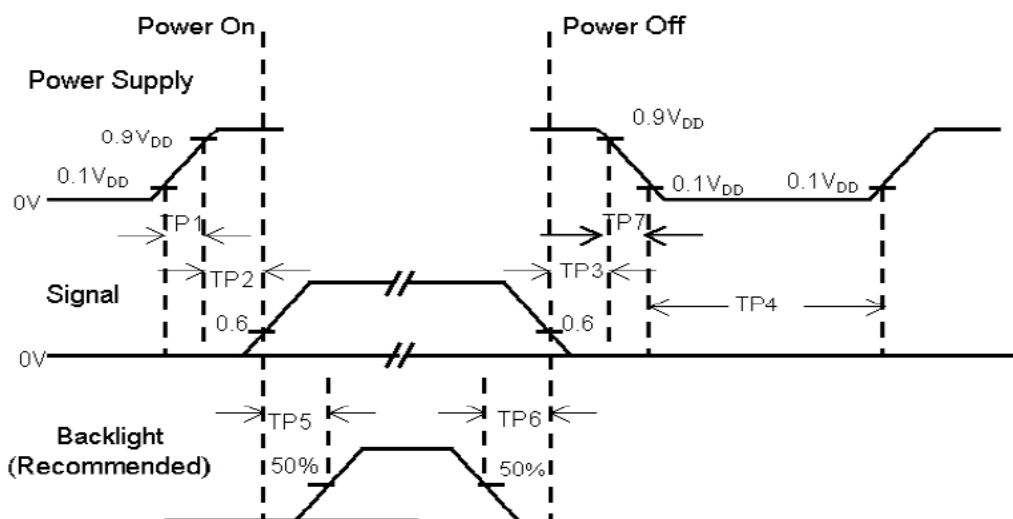 Power On
Power Off
Power Supply
0.9V_DD
0.9V_DD
0.1V_DD
0.1V_DD
0.1V_DD
0V
TP1
TP7
TP2
TP3
Signal
TP4
0.6
0.6
0V
TP5
TP6
Backlight
(Recommended)
50%
50%